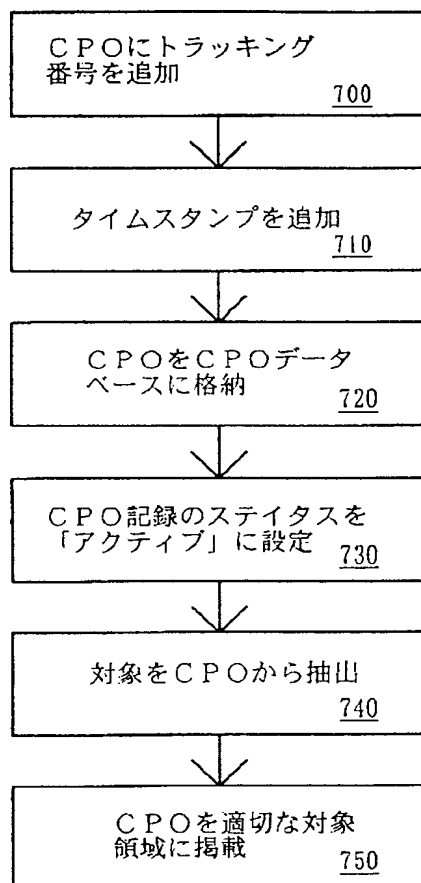 CPOにトラッキング
番号を追加
700
タイムスタンプを追加
710
CPOをCPOデータ
ベースに格納
720
CPO記録のステイタスを
「アクティブ」に設定
730
対象をCPOから抽出
740
CPOを適切な対象
領域に掲載
750